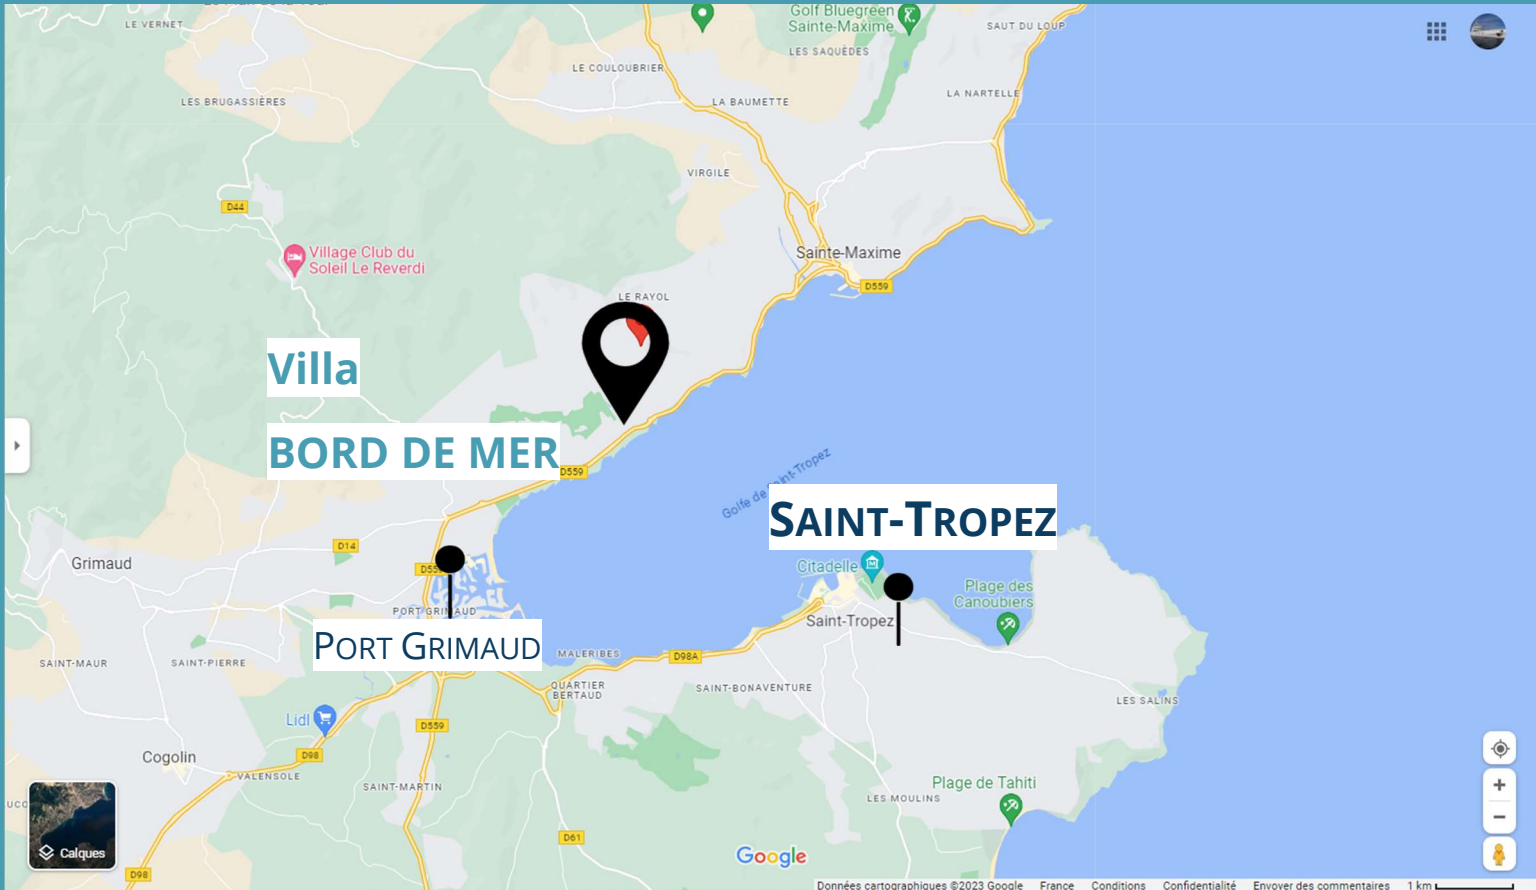 LE VERNET
Golf Bluegreen
Sainte-Maxime
SAUT DU LOUP
LES SAQUÈDES
LE COULOUBRIER
LA NARTELLE
LES BRUGASSIÈRES
LA BAUMETTE
VIRGILE
D44
Village Club du
Soleil Le Reverdi
Sainte-Maxime
D559
LE RAYOL
Villa
BORD DE MER
D559
Golfe de Saint-Tropez
SAINT-TROPEZ
D14
Grimaud
Citadelle
Plage des
Canoubiers
PORT GRIMAUD
Saint-Tropez
PORT GRIMAUD
MALERIBES
D98A
SAINT-MAUR
SAINT-PIERRE
QUARTIER
BERTAUD
SAINT-BONAVENTURE
LES SALINS
Lidl
D559
Cogolin
D98
VALENSOLE
SAINT-MARTIN
Plage de Tahiti
LES MOULINS
D61
Calques
Google
D98
Données cartographiques ©2023 Google France Conditions Confidentialité Envoyer des commentaires 1 km